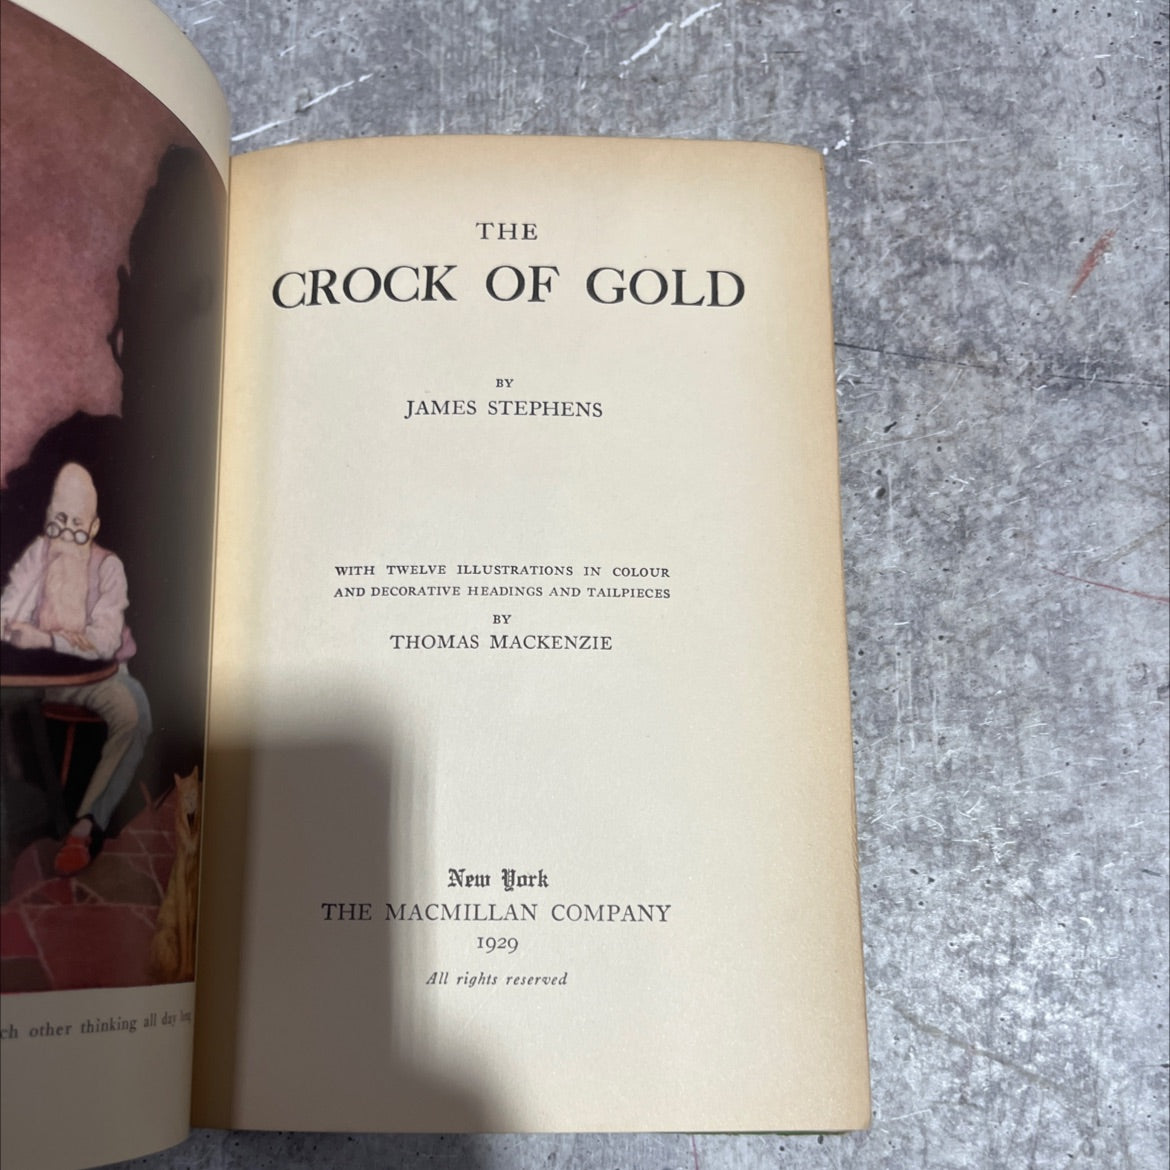 THE
CROCK OF GOLD
BY
JAMES STEPHENS
WITH TWELVE ILLUSTRATIONS IN COLOUR
AND DECORATIVE HEADINGS AND TAILPIECES
BY
THOMAS MACKENZIE
New York
THE MACMILLAN COMPANY
1929
All rights reserved
other thinking all day long